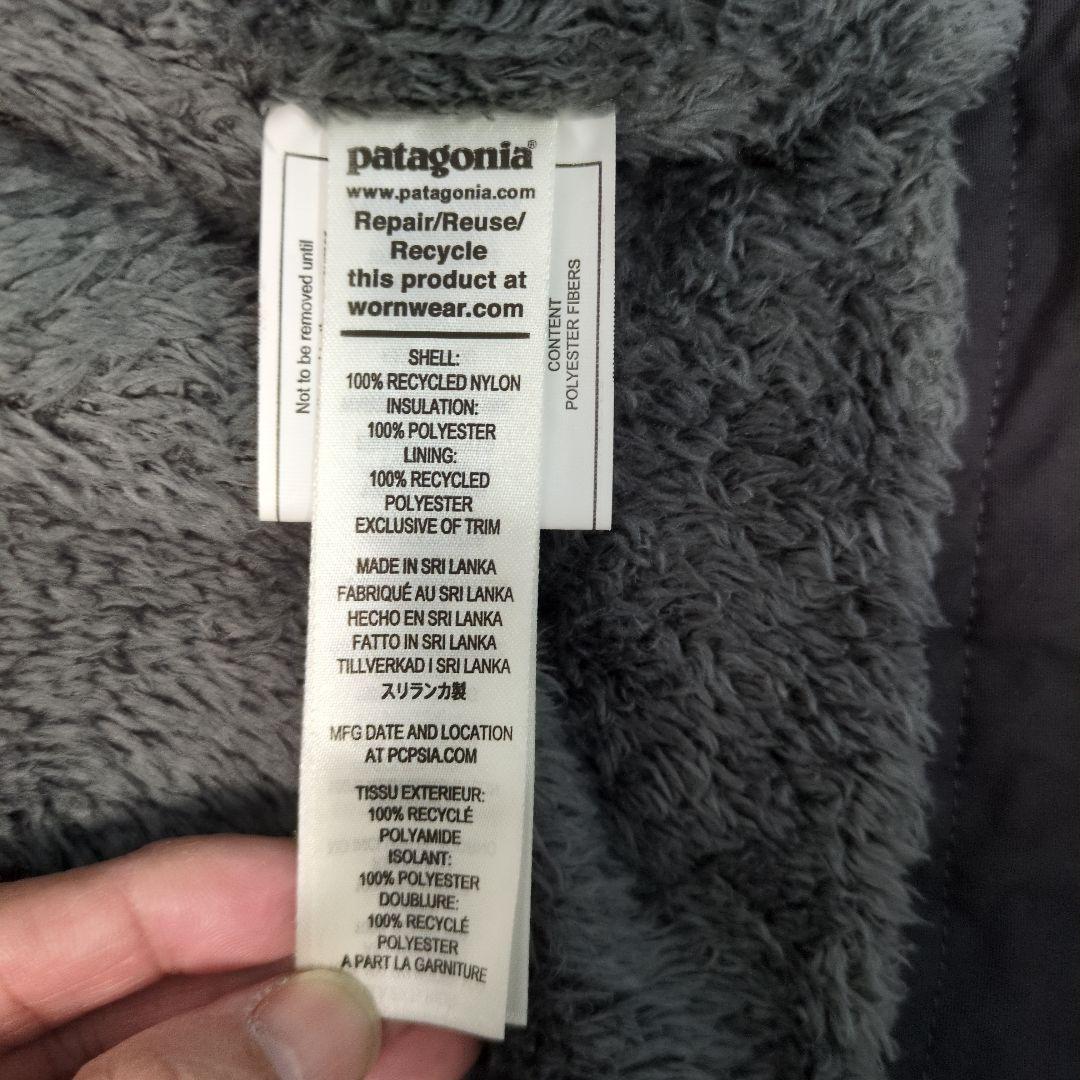 patagonia®
www.patagonia.com
Repair/Reuse/
Recycle
this product at
wornwear.com
SHELL:
100% RECYCLED NYLON
INSULATION:
100% POLYESTER
LINING:
100% RECYCLED
POLYESTER
EXCLUSIVE OF TRIM
MADE IN SRI LANKA
FABRIQUÉ AU SRI LANKA
HECHO EN SRI LANKA
FATTO IN SRI LANKA
TILLVERKAD I SRI LANKA
スリランカ製
MFG DATE AND LOCATION
AT PCPSIA.COM
TISSU EXTERIEUR:
100% RECYCLÉ
POLYAMIDE
ISOLANT:
100% POLYESTER
DOUBLURE:
100% RECYCLÉ
POLYESTER
A PART LA GARNITURE
Not to be removed until
CONTENT
POLYESTER FIBERS